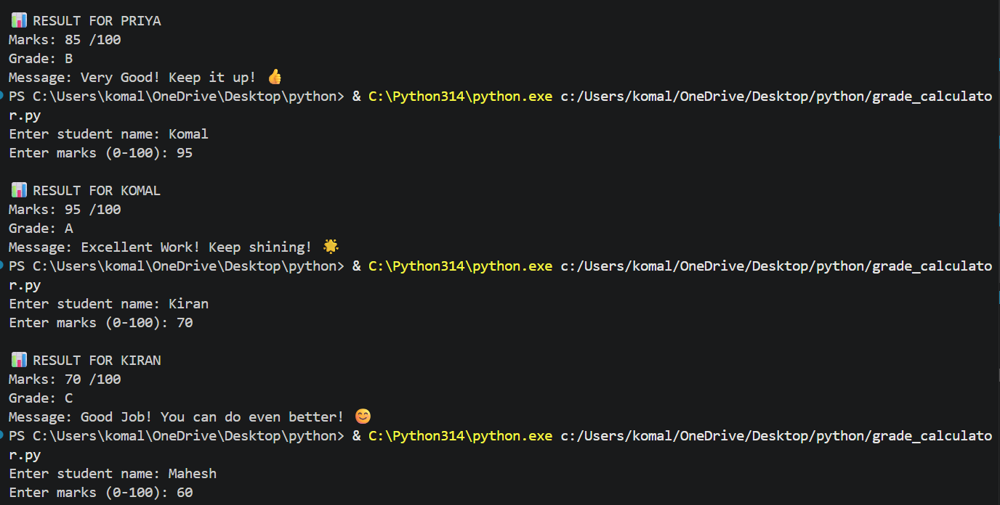 📊 RESULT FOR PRIYA
Marks: 85 /100
Grade: B
Message: Very Good! Keep it up! 👍
PS C:\Users\komal\OneDrive\Desktop\python> & C:\Python314\python.exe c:/Users/komal/OneDrive/Desktop/python/grade_calculato
r.py
Enter student name: Komal
Enter marks (0-100): 95
📊 RESULT FOR KOMAL
Marks: 95 /100
Grade: A
Message: Excellent Work! Keep shining! 🌟
PS C:\Users\komal\OneDrive\Desktop\python> & C:\Python314\python.exe c:/Users/komal/OneDrive/Desktop/python/grade_calculato
r.py
Enter student name: Kiran
Enter marks (0-100): 70
📊 RESULT FOR KIRAN
Marks: 70 /100
Grade: C
Message: Good Job! You can do even better! 😊
PS C:\Users\komal\OneDrive\Desktop\python> & C:\Python314\python.exe c:/Users/komal/OneDrive/Desktop/python/grade_calculato
r.py
Enter student name: Mahesh
Enter marks (0-100): 60